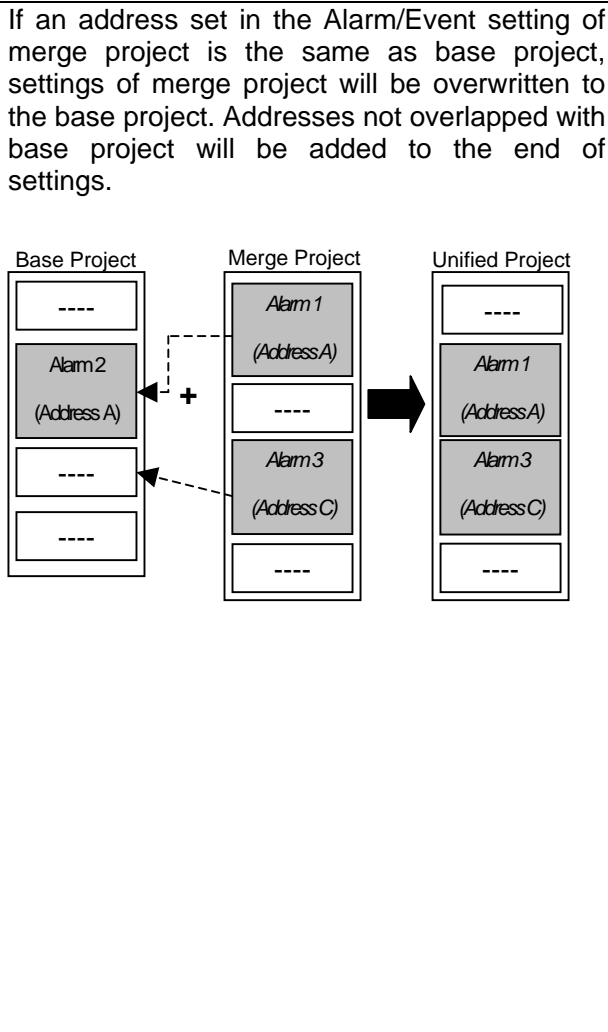 If an address set in the Alarm/Event setting of
merge project is the same as base project,
settings of merge project will be overwritten to
the base project. Addresses not overlapped with
base project will be added to the end of
settings.
Base Project
----
Alarm 2
(Address A)
----
----
+
Merge Project
Alarm 1
(Address A)
----
Alarm 3
(Address C)
----
Unified Project
----
Alarm 1
(Address A)
Alarm 3
(Address C)
----